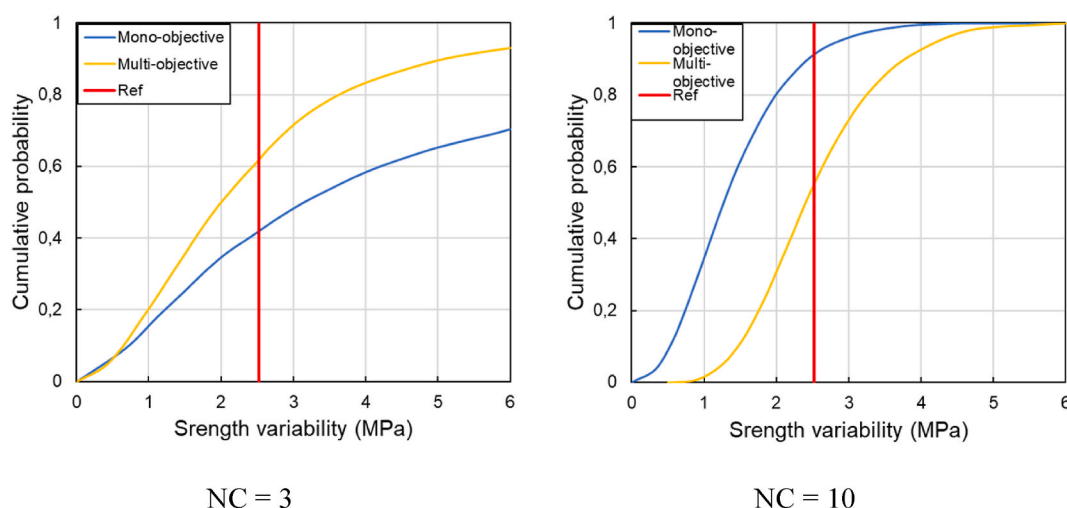 1
0,8
0,6
0,4
0,2
0
Cumulative probability
Mono-objective
Multi-objective
Ref
0 1 2 3 4 5 6
Srength variability (MPa)
NC = 3
1
0,8
0,6
0,4
0,2
0
Cumulative probability
Mono-
objective
Multi-
objective
Ref
0 1 2 3 4 5 6
Srength variability (MPa)
NC = 10